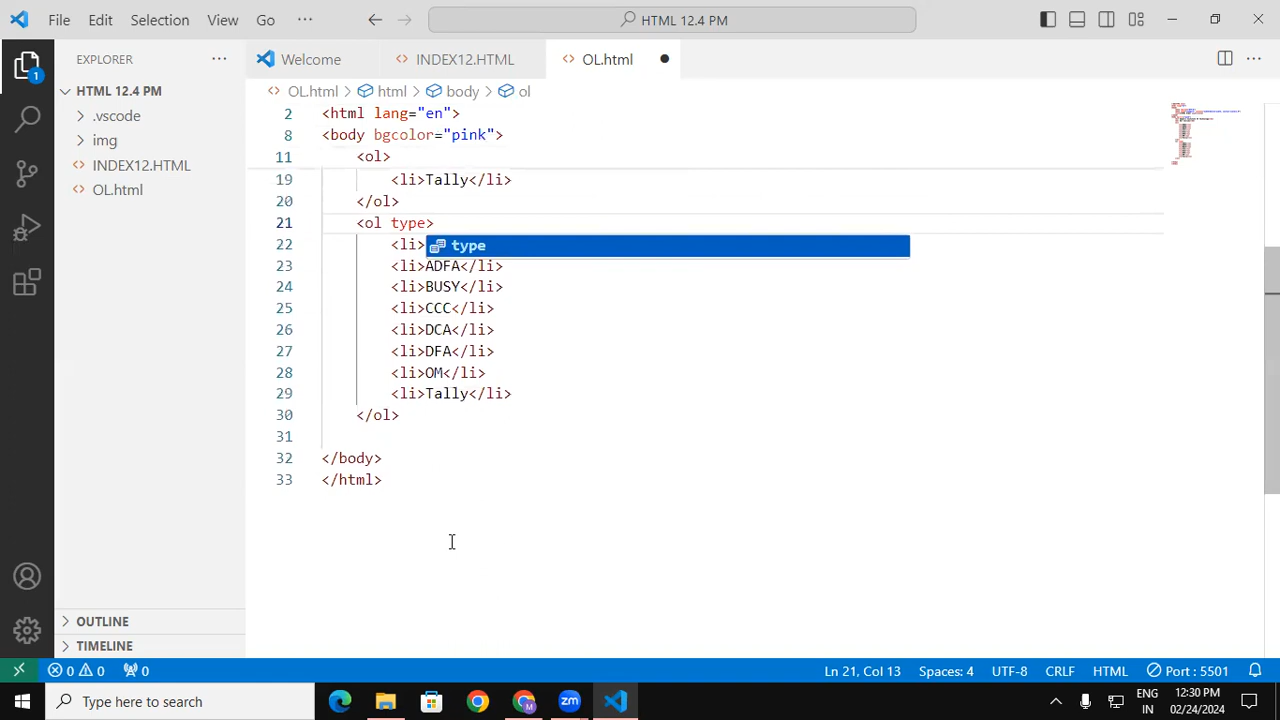 File Edit Selection View Go ··· HTML 12.4 PM
EXPLORER ···
HTML 12.4 PM
.vscode
img
INDEX12.HTML
OL.html
OUTLINE
TIMELINE
1
Welcome INDEX12.HTML OL.html
OL.html > html > body > ol
2 <html lang="en">
8 <body bgcolor="pink">
11 <ol>
19 <li>Tally</li>
20 </ol>
21 <ol type>
22 <li>
type
23 <li>ADFA</li>
24 <li>BUSY</li>
25 <li>CCC</li>
26 <li>DCA</li>
27 <li>DFA</li>
28 <li>OM</li>
29 <li>Tally</li>
30 </ol>
31
32 </body>
33 </html>
0 0 0 Ln 21, Col 13 Spaces: 4 UTF-8 CRLF HTML Port : 5501
Type here to search zm M ENG IN 12:30 PM 02/24/2024